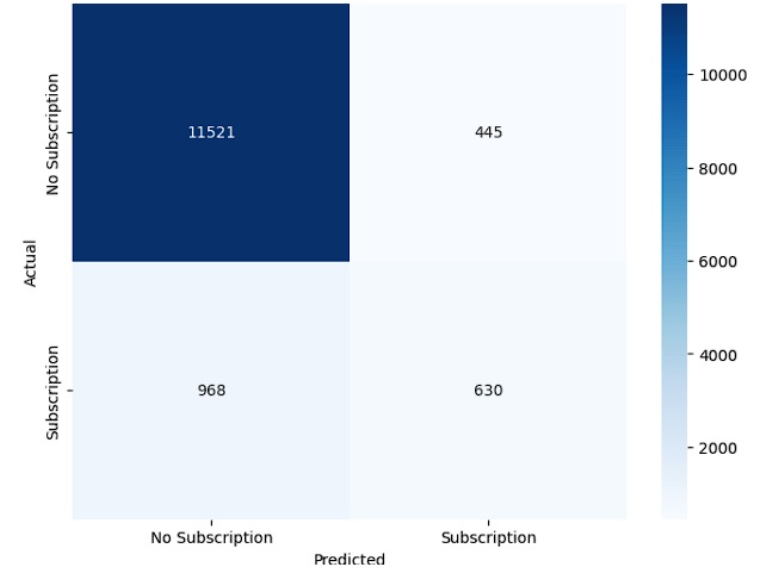 No Subscription
Subscription
Actual
11521
445
968
630
No Subscription
Subscription
Predicted
10000
8000
6000
4000
2000